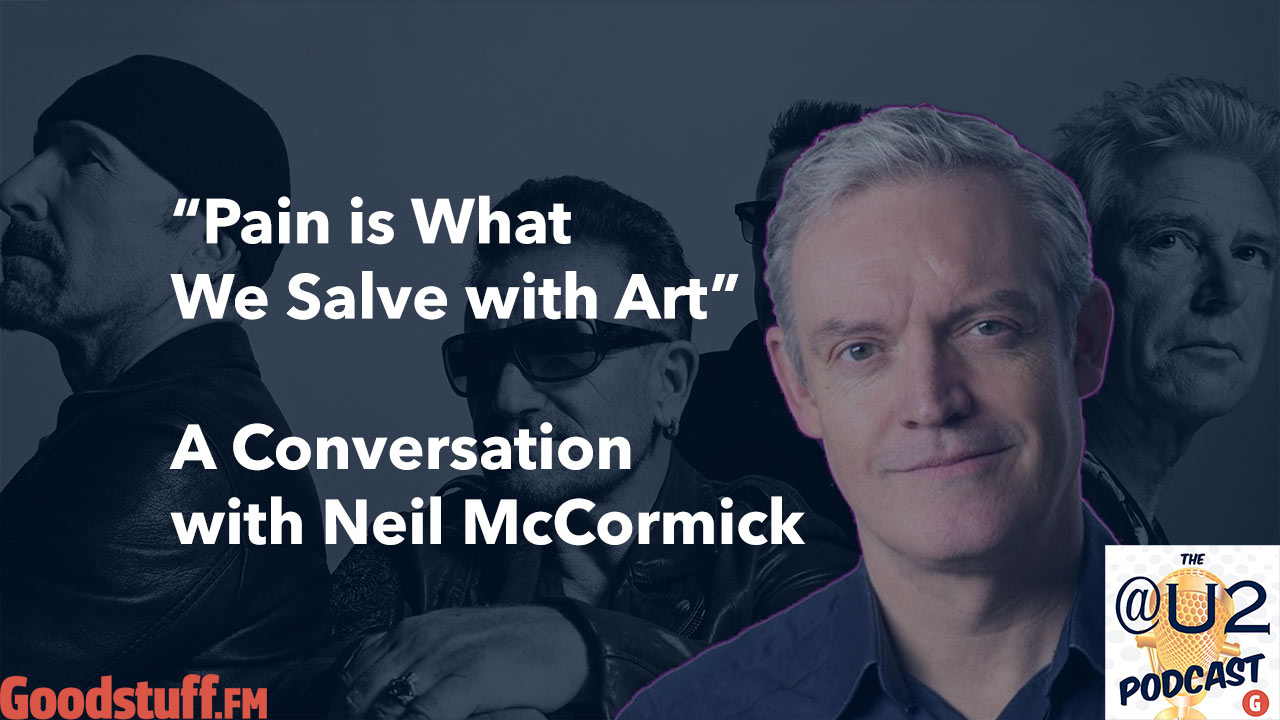 “Pain is What
We Salve with Art”
A Conversation
with Neil McCormick
THE
@U2
PODCAST
G
Goodstuff.FM